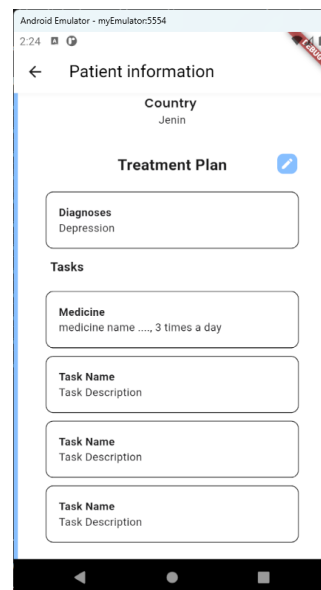 Android Emulator - myEmulator:5554
2:24
Patient information
Country
Jenin
Treatment Plan
Diagnoses
Depression
Tasks
Medicine
medicine name ...., 3 times a day
Task Name
Task Description
Task Name
Task Description
Task Name
Task Description